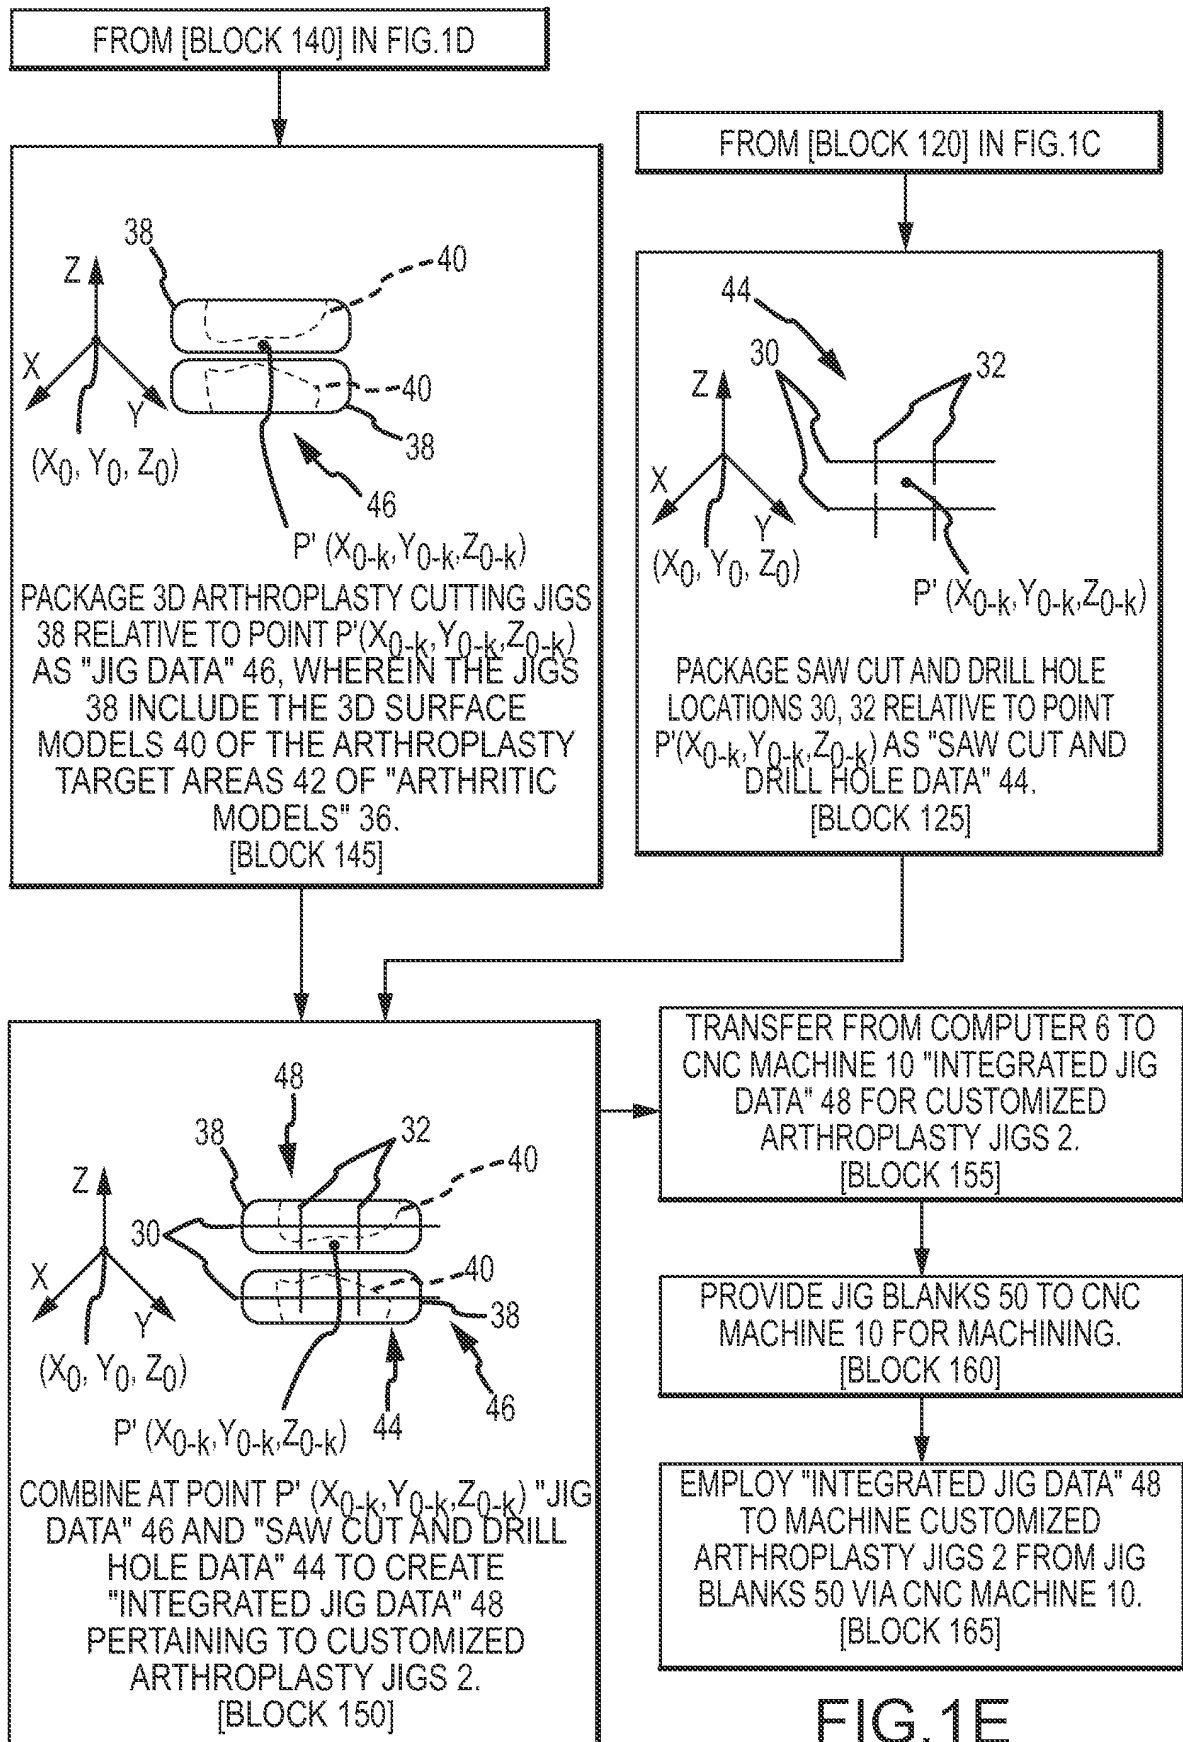 FROM [BLOCK 140] IN FIG.1D
38
40
Z
X
Y
40
38
(X0, Y0, Z0)
46
P' (X0-k,Y0-k,Z0-k)
PACKAGE 3D ARTHROPLASTY CUTTING JIGS
38 RELATIVE TO POINT P'(X0-k,Y0-k,Z0-k)
AS "JIG DATA" 46, WHEREIN THE JIGS
38 INCLUDE THE 3D SURFACE
MODELS 40 OF THE ARTHROPLASTY
TARGET AREAS 42 OF "ARTHRITIC
MODELS" 36.
[BLOCK 145]
FROM [BLOCK 120] IN FIG.1C
44
30
32
Z
X
Y
(X0, Y0, Z0)
P' (X0-k,Y0-k,Z0-k)
PACKAGE SAW CUT AND DRILL HOLE
LOCATIONS 30, 32 RELATIVE TO POINT
P'(X0-k,Y0-k,Z0-k) AS "SAW CUT AND
DRILL HOLE DATA" 44.
[BLOCK 125]
48
38
32
40
Z
30
X
Y
40
38
(X0, Y0, Z0)
46
44
P' (X0-k,Y0-k,Z0-k)
COMBINE AT POINT P' (X0-k,Y0-k,Z0-k) "JIG
DATA" 46 AND "SAW CUT AND DRILL
HOLE DATA" 44 TO CREATE
"INTEGRATED JIG DATA" 48
PERTAINING TO CUSTOMIZED
ARTHROPLASTY JIGS 2.
[BLOCK 150]
TRANSFER FROM COMPUTER 6 TO
CNC MACHINE 10 "INTEGRATED JIG
DATA" 48 FOR CUSTOMIZED
ARTHROPLASTY JIGS 2.
[BLOCK 155]
PROVIDE JIG BLANKS 50 TO CNC
MACHINE 10 FOR MACHINING.
[BLOCK 160]
EMPLOY "INTEGRATED JIG DATA" 48
TO MACHINE CUSTOMIZED
ARTHROPLASTY JIGS 2 FROM JIG
BLANKS 50 VIA CNC MACHINE 10.
[BLOCK 165]
FIG.1E